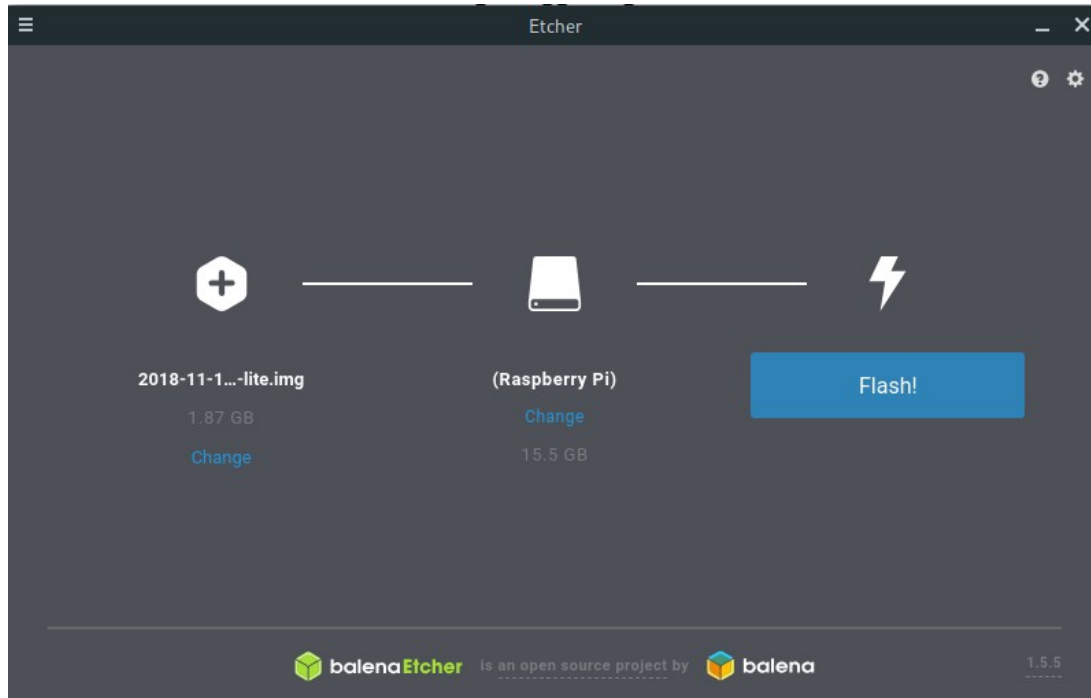 Etcher
2018-11-1...-lite.img
1.87 GB
Change
(Raspberry Pi)
Change
15.5 GB
Flash!
balenaEtcher is an open source project by balena
1.5.5